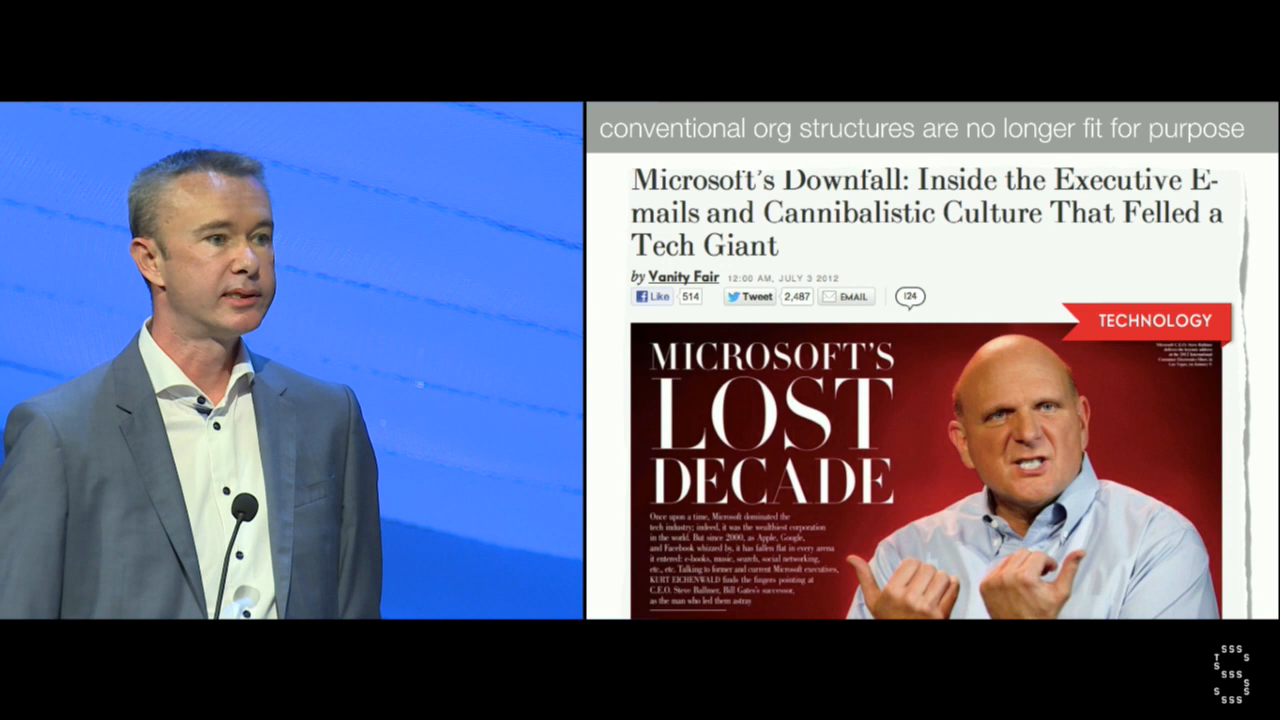 conventional org structures are no longer fit for purpose
Microsoft's Downfall: Inside the Executive E-
mails and Cannibalistic Culture That Felled a
Tech Giant
by Vanity Fair 12:00 AM, JULY 3 2012
Like 514 Tweet 2,487 EMAIL 124
TECHNOLOGY
MICROSOFT'S
LOST
DECADE
Once upon a time, Microsoft dominated the
tech industry; indeed, it was the wealthiest corporation
in the world. But since 2000, as Apple, Google,
and Facebook whizzed by, it has fallen flat in every arena
it entered: e-books, music, search, social networking,
etc., etc. Talking to former and current Microsoft executives,
KURT EICHENWALD finds the fingers pointing at
C.E.O. Steve Ballmer, Bill Gates's successor,
as the man who led them astray
SSS
T S
S
SSS
S
S S
SSS